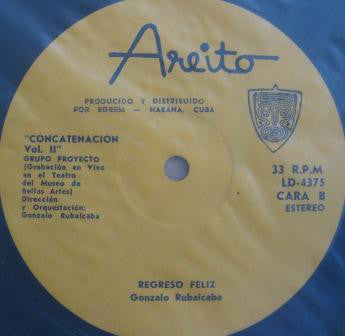 Areito
PRODUCIDO Y DISTRIBUIDO
POR EGREM — HABANA, CUBA
"CONCATENACION
Vol. II"
GRUPO PROYECTO
(Grabación en Vivo
en el Teatro
del Museo de
Bellas Artes)
Dirección
y Orquestación:
Gonzalo Rubalcaba
33 R.P.M.
LD-4375
CARA B
ESTEREO
REGRESO FELIZ
Gonzalo Rubalcaba